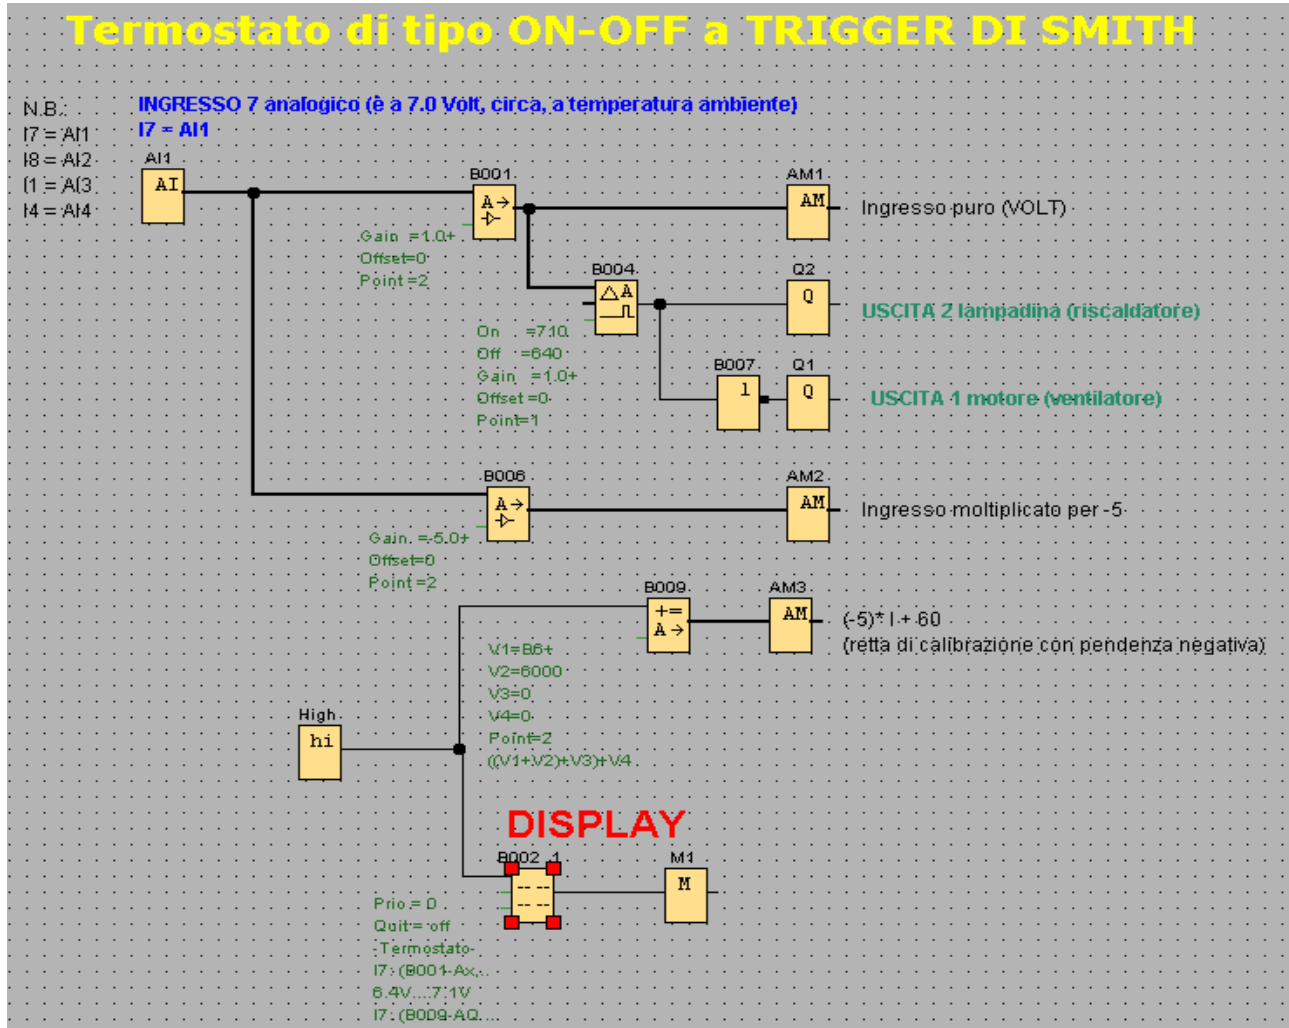 Termostato di tipo ON-OFF a TRIGGER DI SMITH
N.B.:
I7 = AI1
I8 = AI2
I1 = AI3
I4 = AI4
INGRESSO 7 analogico (è a 7.0 Volt, circa, a temperatura ambiente)
I7 = AI1
AI1
AI
B001
A→
Gain =1.0+
Offset=0
Point=2
AM1
AM
Ingresso puro (VOLT)
B004
△A
On =710
Off =640
Gain =1.0+
Offset=0
Point=1
Q2
Q
USCITA 2 lampadina (riscaldatore)
B007
1
Q1
Q
USCITA 1 motore (ventilatore)
B006
A→
Gain =-5.0+
Offset=0
Point=2
AM2
AM
Ingresso moltiplicato per -5
B009
+=
A→
V1=B6+
V2=6000
V3=0
V4=0
Point=2
((V1+V2)+V3)+V4
AM3
AM
(-5)* I + 60
(retta di calibrazione con pendenza negativa)
High
hi
DISPLAY
B002 .1
Prio = 0
Quit = off
-Termostato-
I7: (B001-Ax,..
6.4V....7.1V
I7: (B009-AQ....
M1
M